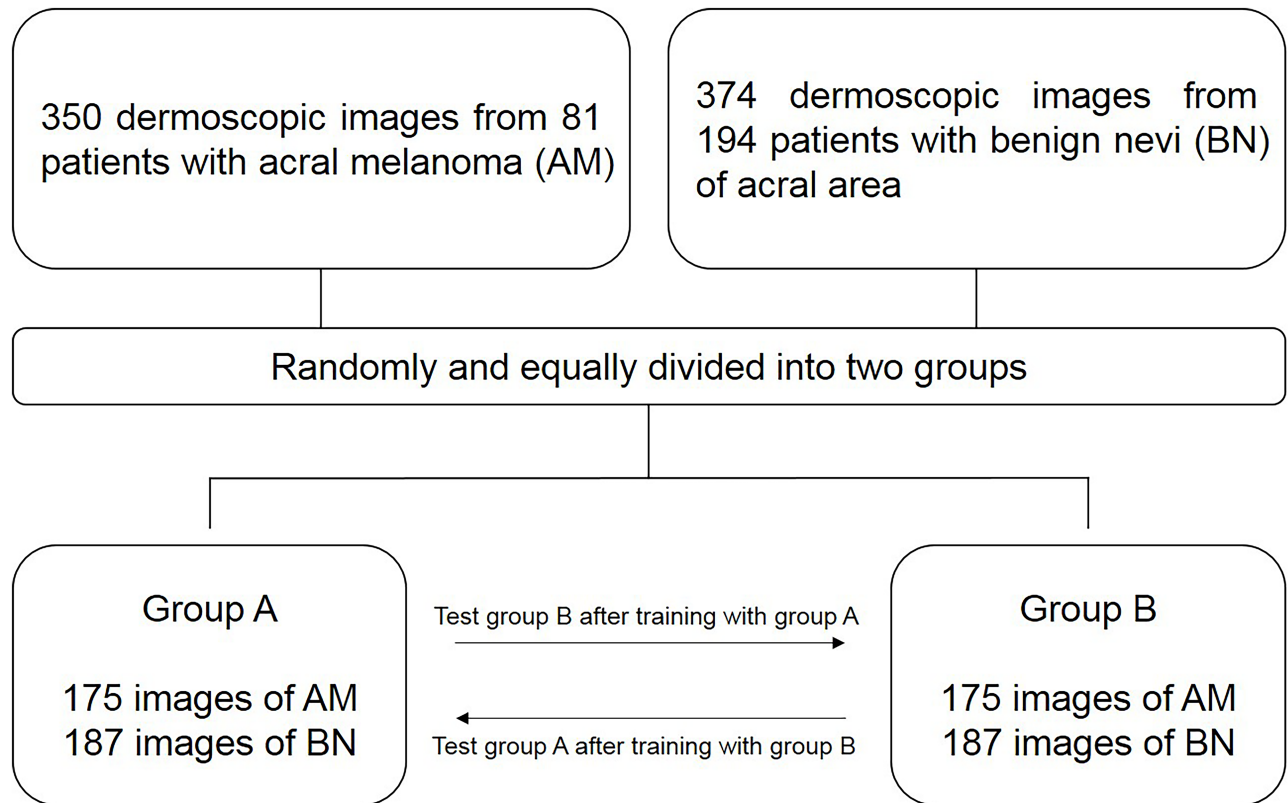 350 dermoscopic images from 81
patients with acral melanoma (AM)
374 dermoscopic images from
194 patients with benign nevi (BN)
of acral area
Randomly and equally divided into two groups
Group A
175 images of AM
187 images of BN
Test group B after training with group A
Test group A after training with group B
Group B
175 images of AM
187 images of BN